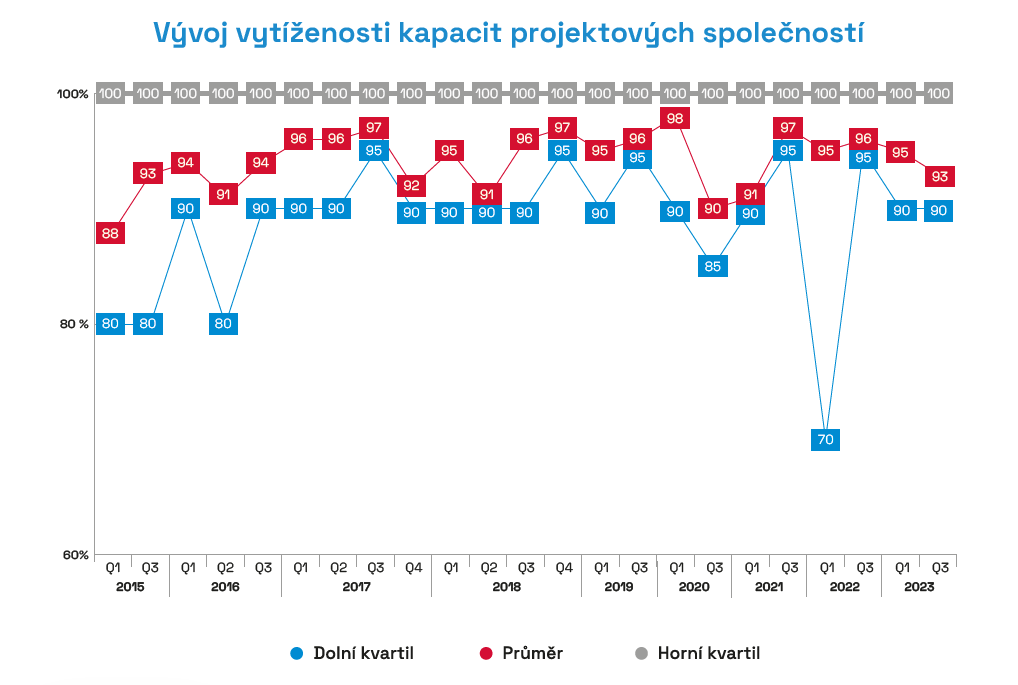 Vývoj vytíženosti kapacit projektových společností
100% 100 100 100 100 100 100 100 100 100 100 100 100 100 100 100 100 100 100 100 100 100 100 100
88 93 94 91 94 96 96 97 92 95 91 96 97 95 96 98 90 91 97 95 96 95 93
80 80 90 80 90 90 90 95 90 90 90 90 95 90 95 90 85 90 95 70 95 90 90
80 %
60%
Q1 Q3 Q1 Q2 Q3 Q1 Q2 Q3 Q4 Q1 Q2 Q3 Q4 Q1 Q3 Q1 Q3 Q1 Q3 Q1 Q3 Q1 Q3
2015 2016 2017 2018 2019 2020 2021 2022 2023
Dolní kvartil Průměr Horní kvartil